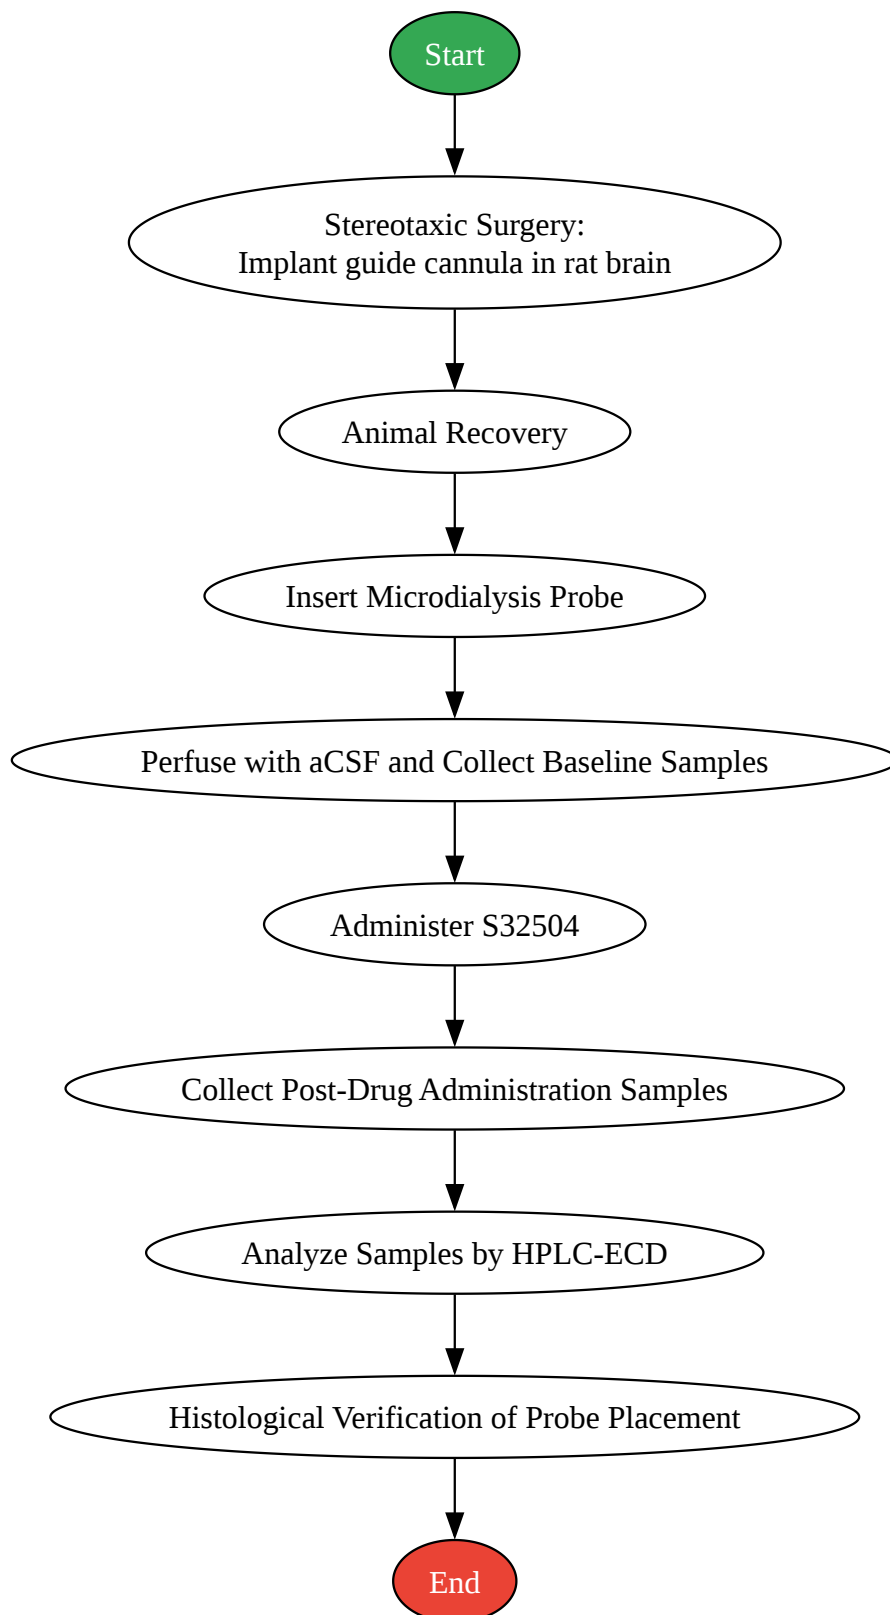 Start
Stereotaxic Surgery:
Implant guide cannula in rat brain
Animal Recovery
Insert Microdialysis Probe
Perfuse with aCSF and Collect Baseline Samples
Administer S32504
Collect Post-Drug Administration Samples
Analyze Samples by HPLC-ECD
Histological Verification of Probe Placement
End